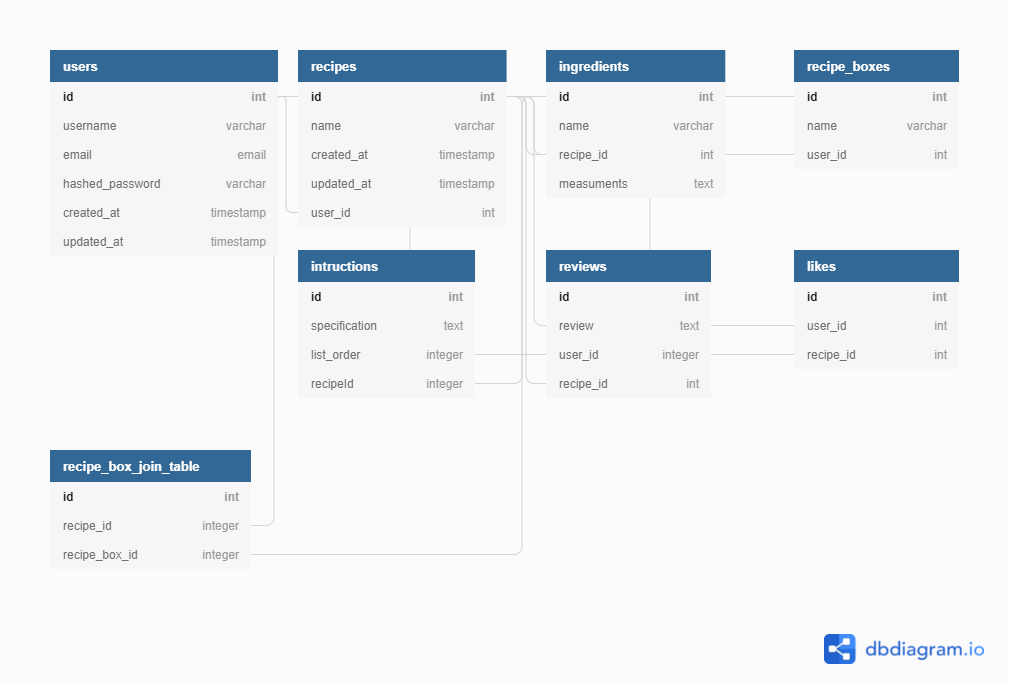 users
id int
username varchar
email email
hashed_password varchar
created_at timestamp
updated_at timestamp
recipes
id int
name varchar
created_at timestamp
updated_at timestamp
user_id int
ingredients
id int
name varchar
recipe_id int
measuments text
recipe_boxes
id int
name varchar
user_id int
intructions
id int
specification text
list_order integer
recipeId integer
reviews
id int
review text
user_id integer
recipe_id int
likes
id int
user_id int
recipe_id int
recipe_box_join_table
id int
recipe_id integer
recipe_box_id integer
dbdiagram.io